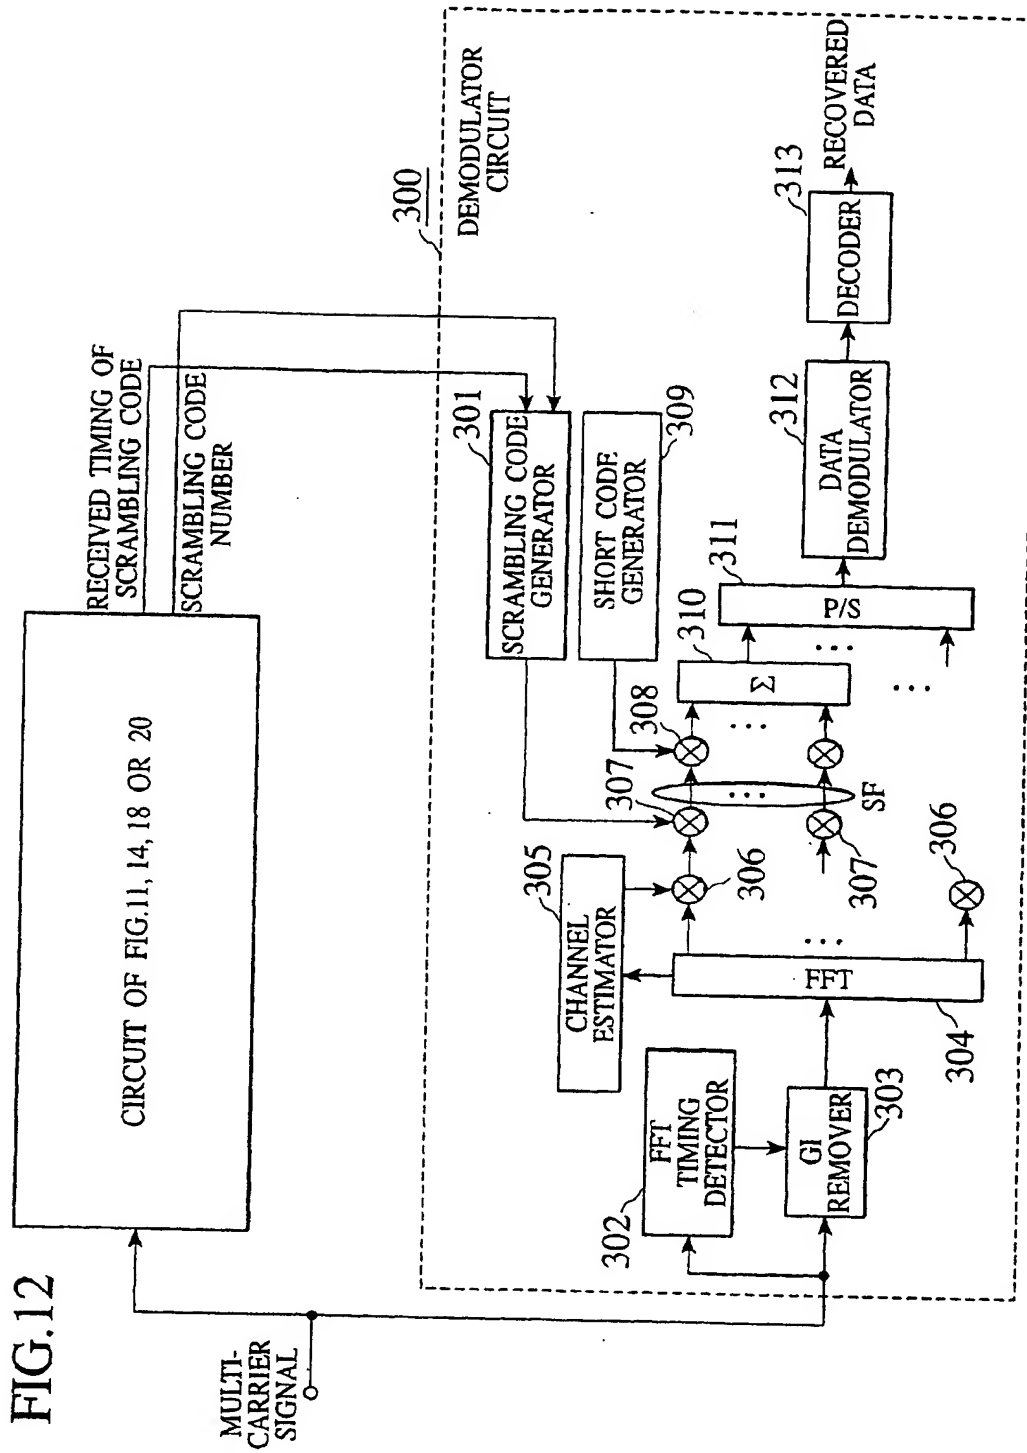 FIG.12
MULTI-
CARRIER
SIGNAL
CIRCUIT OF FIG.11, 14, 18 OR 20
RECEIVED TIMING OF
SCRAMBLING CODE
SCRAMBLING CODE
NUMBER
300
DEMODULATOR
CIRCUIT
301
SCRAMBLING CODE
GENERATOR
309
SHORT CODE
GENERATOR
302
FFT
TIMING
DETECTOR
GI
REMOVER
303
305
CHANNEL
ESTIMATOR
FFT
304
306
306
307
307
308
SF
310
Σ
311
P/S
312
DATA
DEMODULATOR
313
DECODER
RECOVERED
DATA